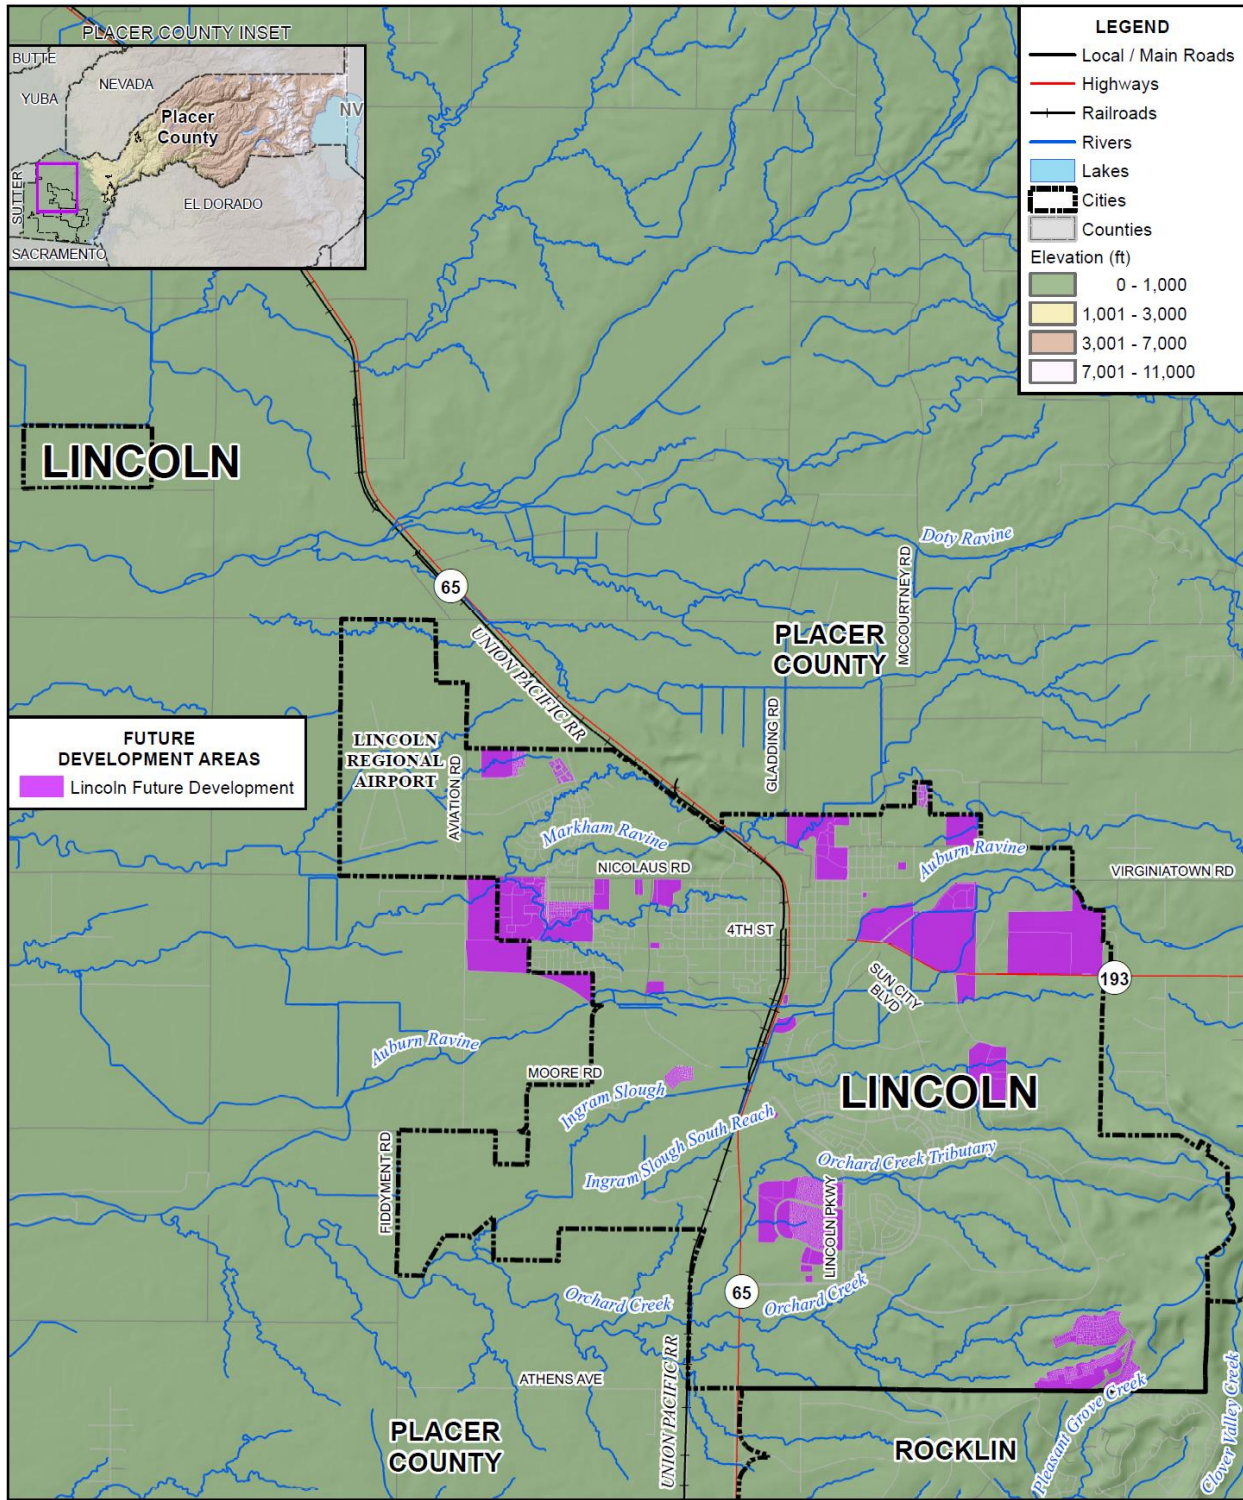 PLACER COUNTY INSET
BUTTE
NEVADA
YUBA
Placer
County
NV
SUTTER
EL DORADO
SACRAMENTO
LEGEND
Local / Main Roads
Highways
Railroads
Rivers
Lakes
Cities
Counties
Elevation (ft)
0 - 1,000
1,001 - 3,000
3,001 - 7,000
7,001 - 11,000
LINCOLN
Doty Ravine
MCCOURTNEY RD
65
UNION PACIFIC RR
PLACER
COUNTY
GLADDING RD
FUTURE
DEVELOPMENT AREAS
Lincoln Future Development
LINCOLN
REGIONAL
AIRPORT
AVIATION RD
Markham Ravine
NICOLAUS RD
Auburn Ravine
VIRGINIATOWN RD
4TH ST
SUN CITY
BLVD
193
Auburn Ravine
MOORE RD
Ingram Slough
LINCOLN
Ingram Slough South Reach
Orchard Creek Tributary
FIDDYMENT RD
LINCOLN PKWY
65
Orchard Creek
Orchard Creek
UNION PACIFIC RR
ATHENS AVE
PLACER
COUNTY
ROCKLIN
Pleasant Grove Creek
Clover Valley Creek